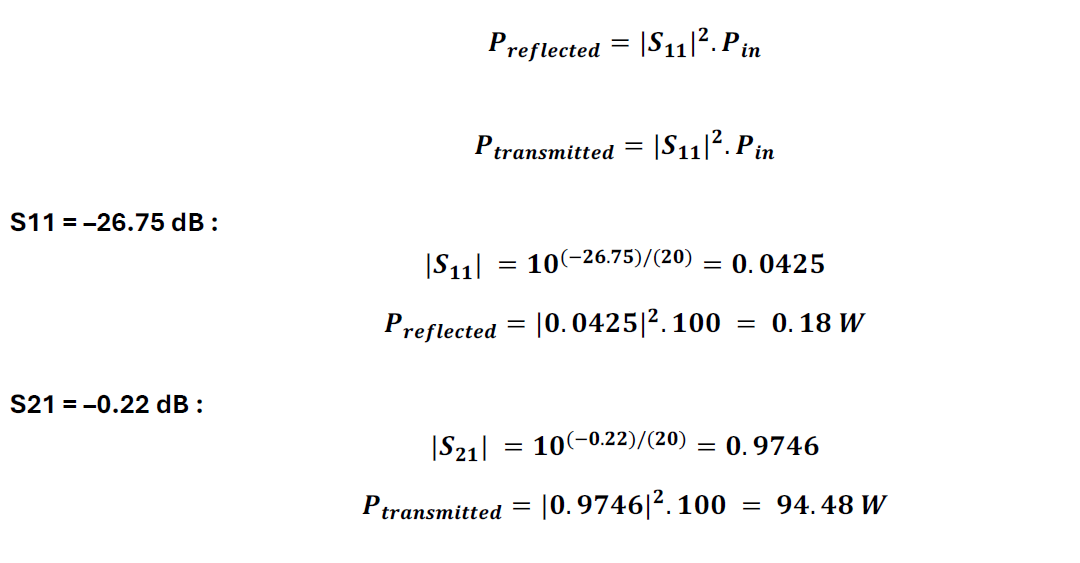 P_reflected = |S₁₁|². P_in
P_transmitted = |S₁₁|². P_in
S11 = –26.75 dB :
|S₁₁| = 10^(−26.75)/(20) = 0.0425
P_reflected = |0.0425|². 100 = 0.18 W
S21 = –0.22 dB :
|S₂₁| = 10^(−0.22)/(20) = 0.9746
P_transmitted = |0.9746|². 100 = 94.48 W